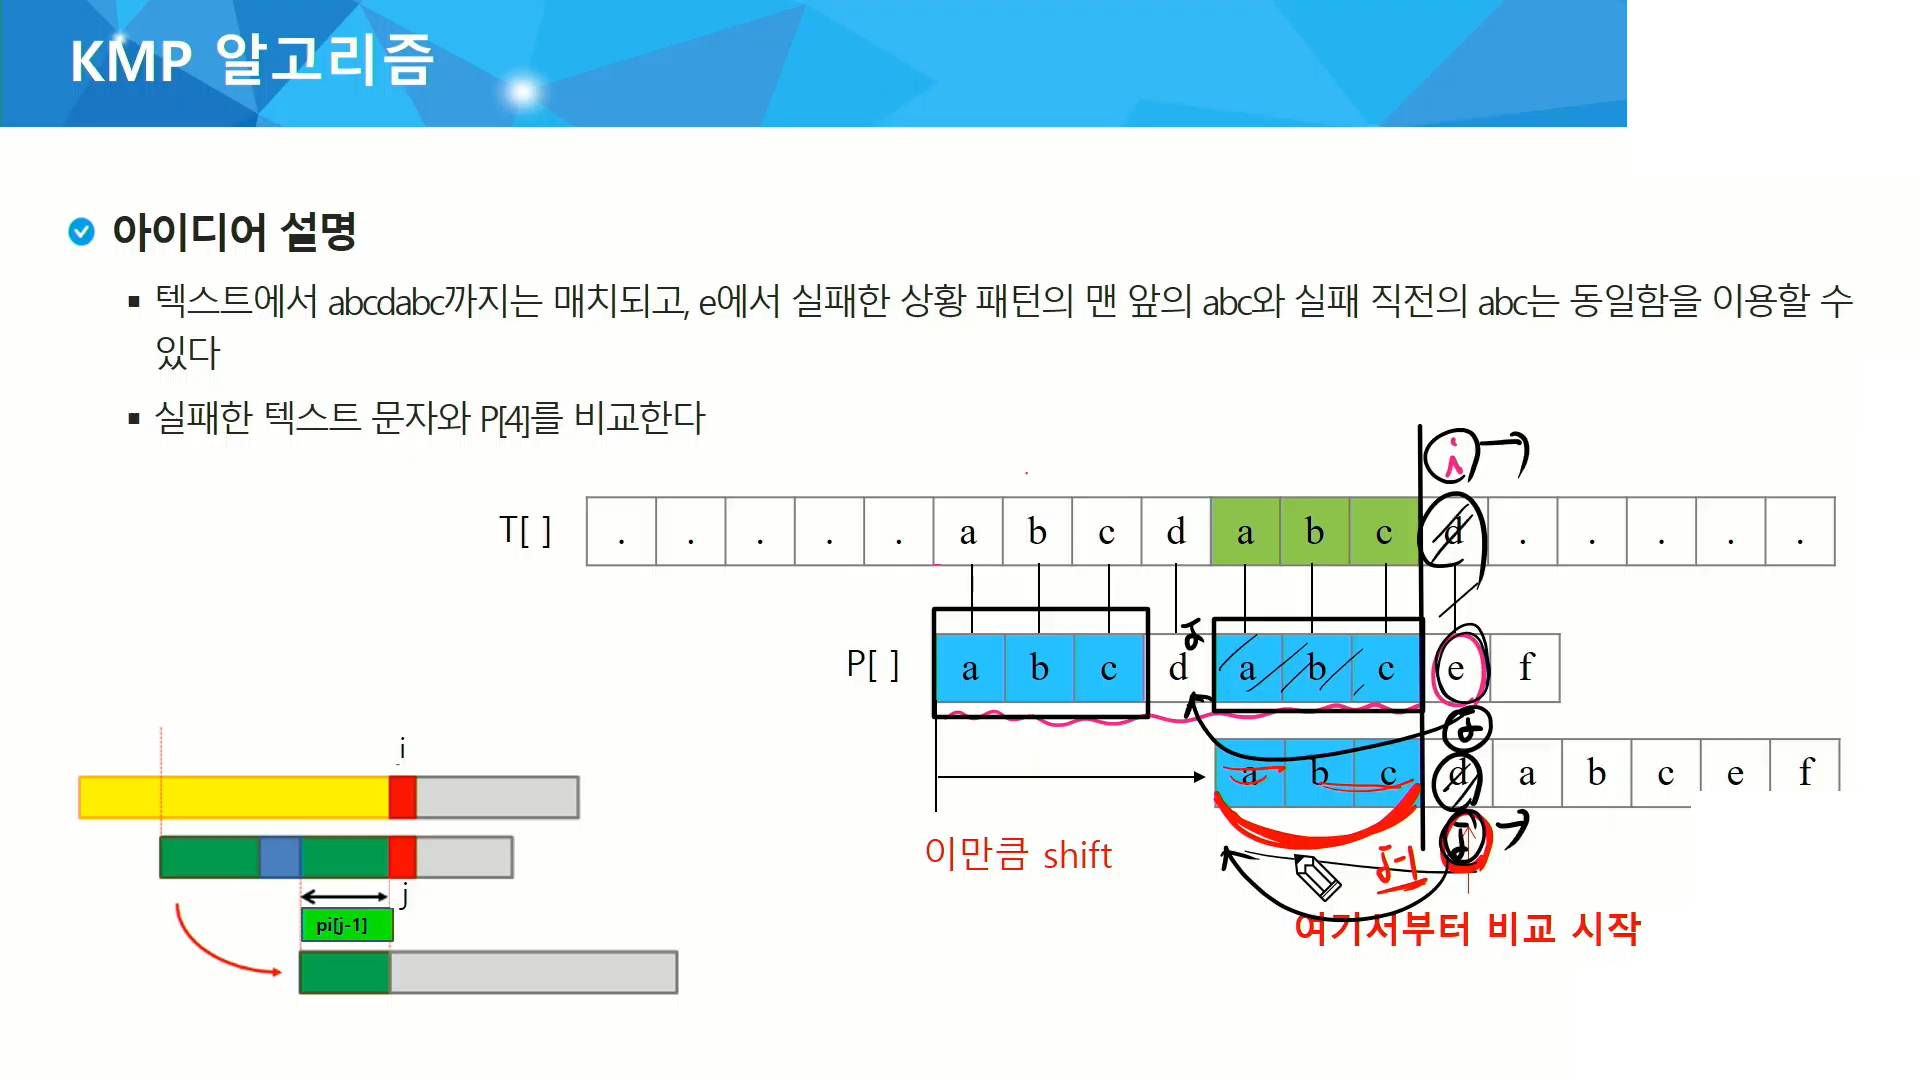 KMP 알고리즘
아이디어 설명
텍스트에서 abcdabc까지는 매치되고, e에서 실패한 상황 패턴의 맨 앞의 abc와 실패 직전의 abc는 동일함을 이용할 수
있다
실패한 텍스트 문자와 P[4]를 비교한다
i
T[ ] . . . . . a b c d a b c d . . . . .
j
P[ ] a b c d a b c e f
j
a b c d a b c e f
j
이만큼 shift
j-1
여기서부터 비교 시작
i
j
pi[j-1]